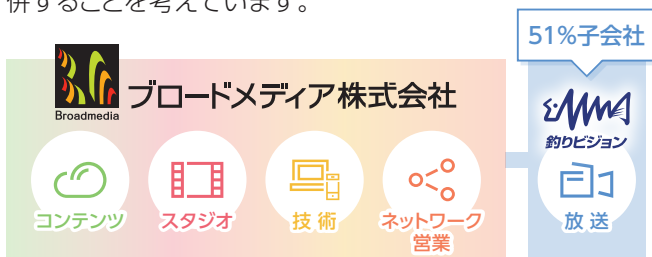 併することを考えています。
51%子会社
Broadmedia
ブロードメディア株式会社
釣りビジョン
コンテンツ
スタジオ
技術
ネットワーク
営業
放送